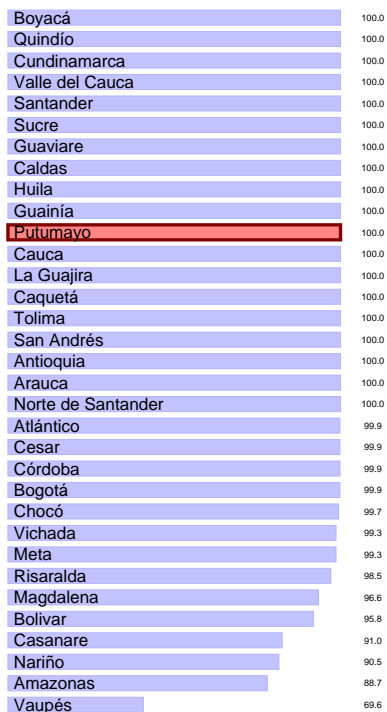 Boyacá 100.0
Quindío 100.0
Cundinamarca 100.0
Valle del Cauca 100.0
Santander 100.0
Sucre 100.0
Guaviare 100.0
Caldas 100.0
Huila 100.0
Guainía 100.0
Putumayo 100.0
Cauca 100.0
La Guajira 100.0
Caquetá 100.0
Tolima 100.0
San Andrés 100.0
Antioquia 100.0
Arauca 100.0
Norte de Santander 100.0
Atlántico 99.9
Cesar 99.9
Córdoba 99.9
Bogotá 99.9
Chocó 99.7
Vichada 99.3
Meta 99.3
Risaralda 98.5
Magdalena 96.6
Bolivar 95.8
Casanare 91.0
Nariño 90.5
Amazonas 88.7
Vaupés 69.6